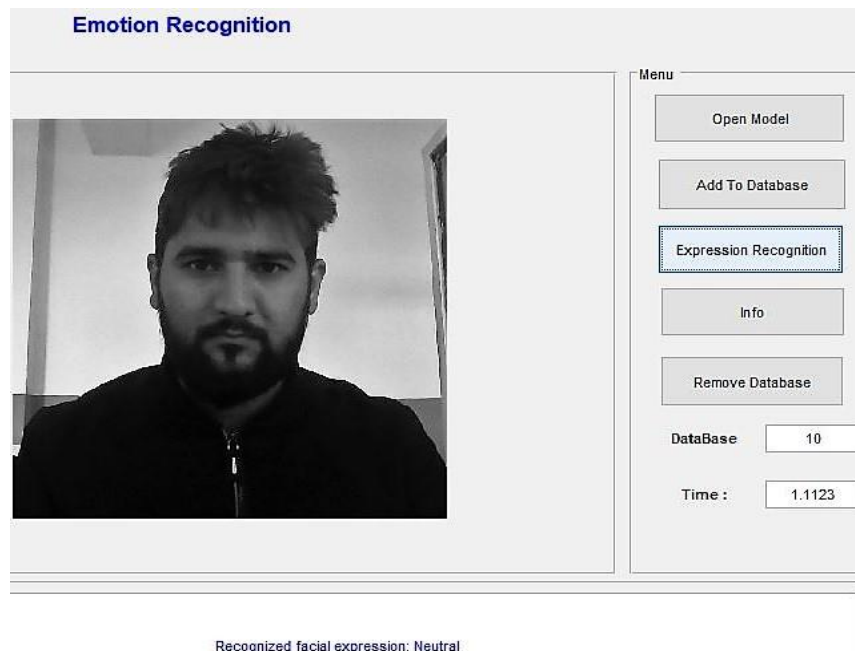 Emotion Recognition
Menu
Open Model
Add To Database
Expression Recognition
Info
Remove Database
DataBase 10
Time : 1.1123
Recognized facial expression: Neutral